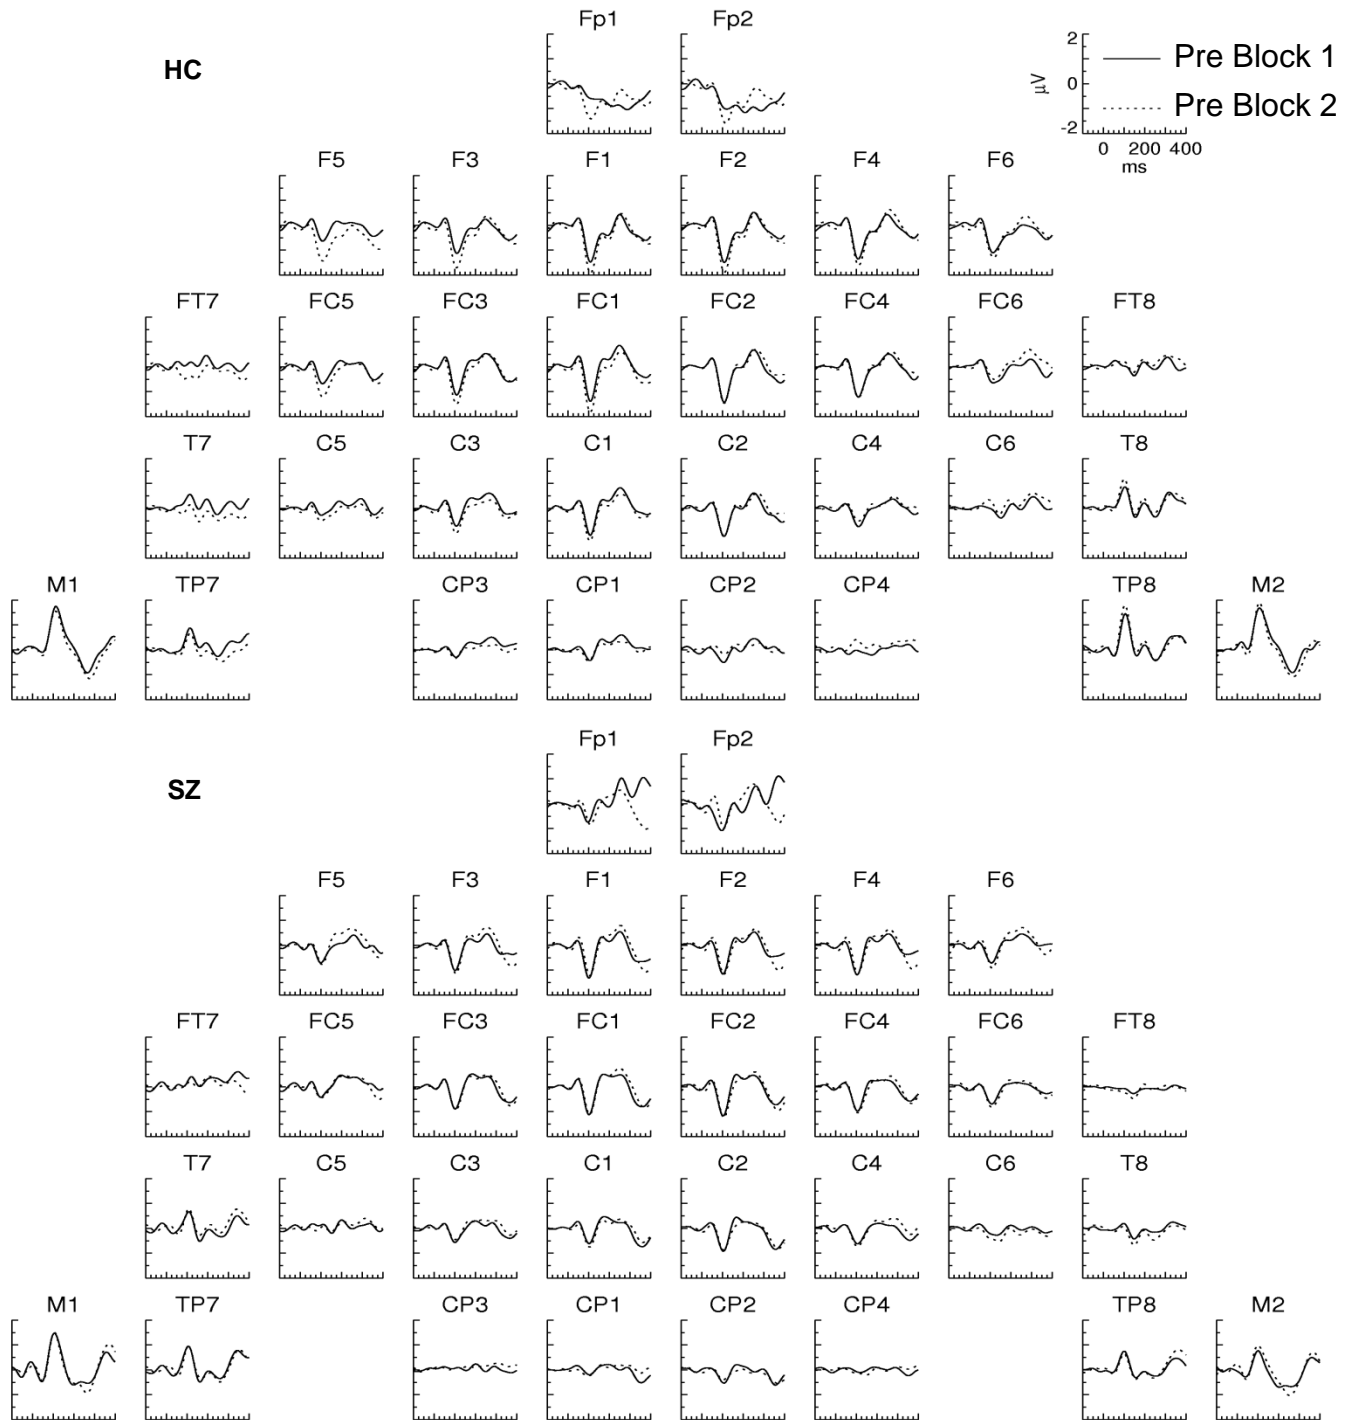 Fp1 Fp2
HC
2
0
-2
μV
Pre Block 1
Pre Block 2
0 200 400
ms
F5 F3 F1 F2 F4 F6
FT7 FC5 FC3 FC1 FC2 FC4 FC6 FT8
T7 C5 C3 C1 C2 C4 C6 T8
M1 TP7 CP3 CP1 CP2 CP4 TP8 M2
Fp1 Fp2
SZ
F5 F3 F1 F2 F4 F6
FT7 FC5 FC3 FC1 FC2 FC4 FC6 FT8
T7 C5 C3 C1 C2 C4 C6 T8
M1 TP7 CP3 CP1 CP2 CP4 TP8 M2